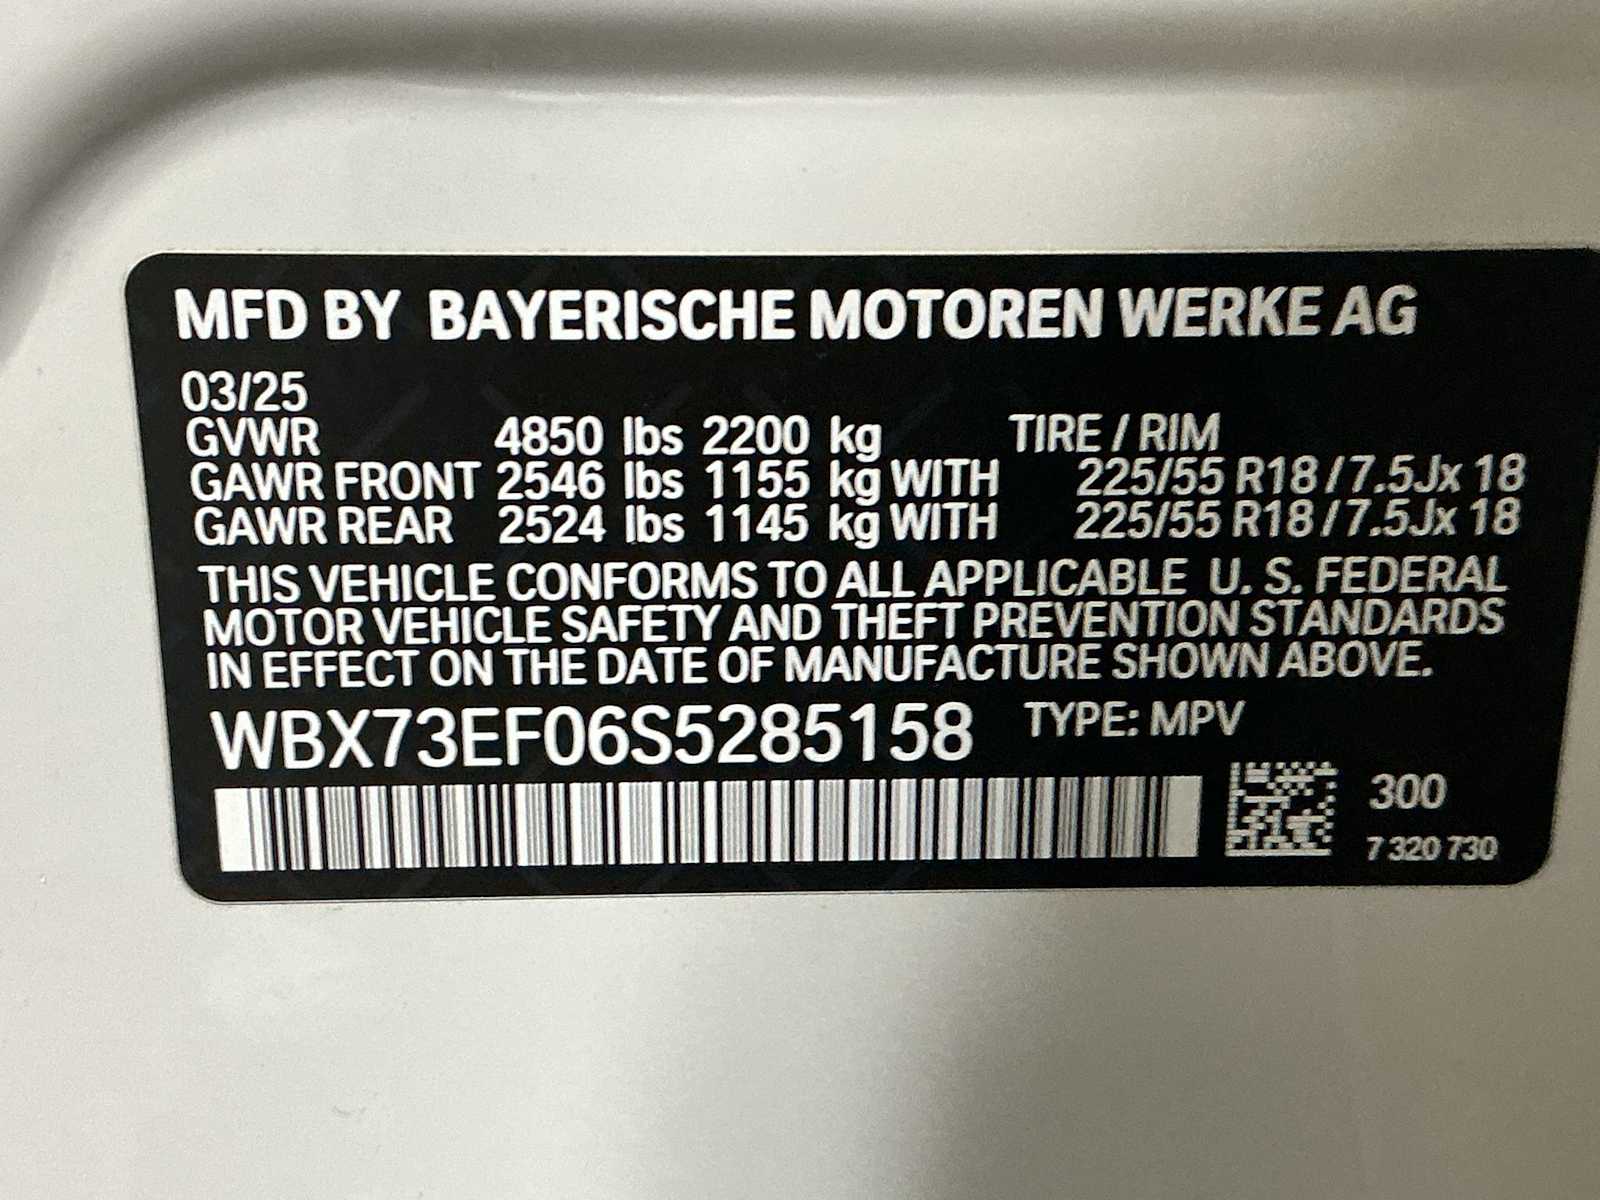 MFD BY BAYERISCHE MOTOREN WERKE AG
03/25
GVWR 4850 lbs 2200 kg TIRE / RIM
GAWR FRONT 2546 lbs 1155 kg WITH 225/55 R18 / 7.5Jx 18
GAWR REAR 2524 lbs 1145 kg WITH 225/55 R18 / 7.5Jx 18
THIS VEHICLE CONFORMS TO ALL APPLICABLE U. S. FEDERAL
MOTOR VEHICLE SAFETY AND THEFT PREVENTION STANDARDS
IN EFFECT ON THE DATE OF MANUFACTURE SHOWN ABOVE.
WBX73EF06S5285158 TYPE: MPV
300
7 320 730